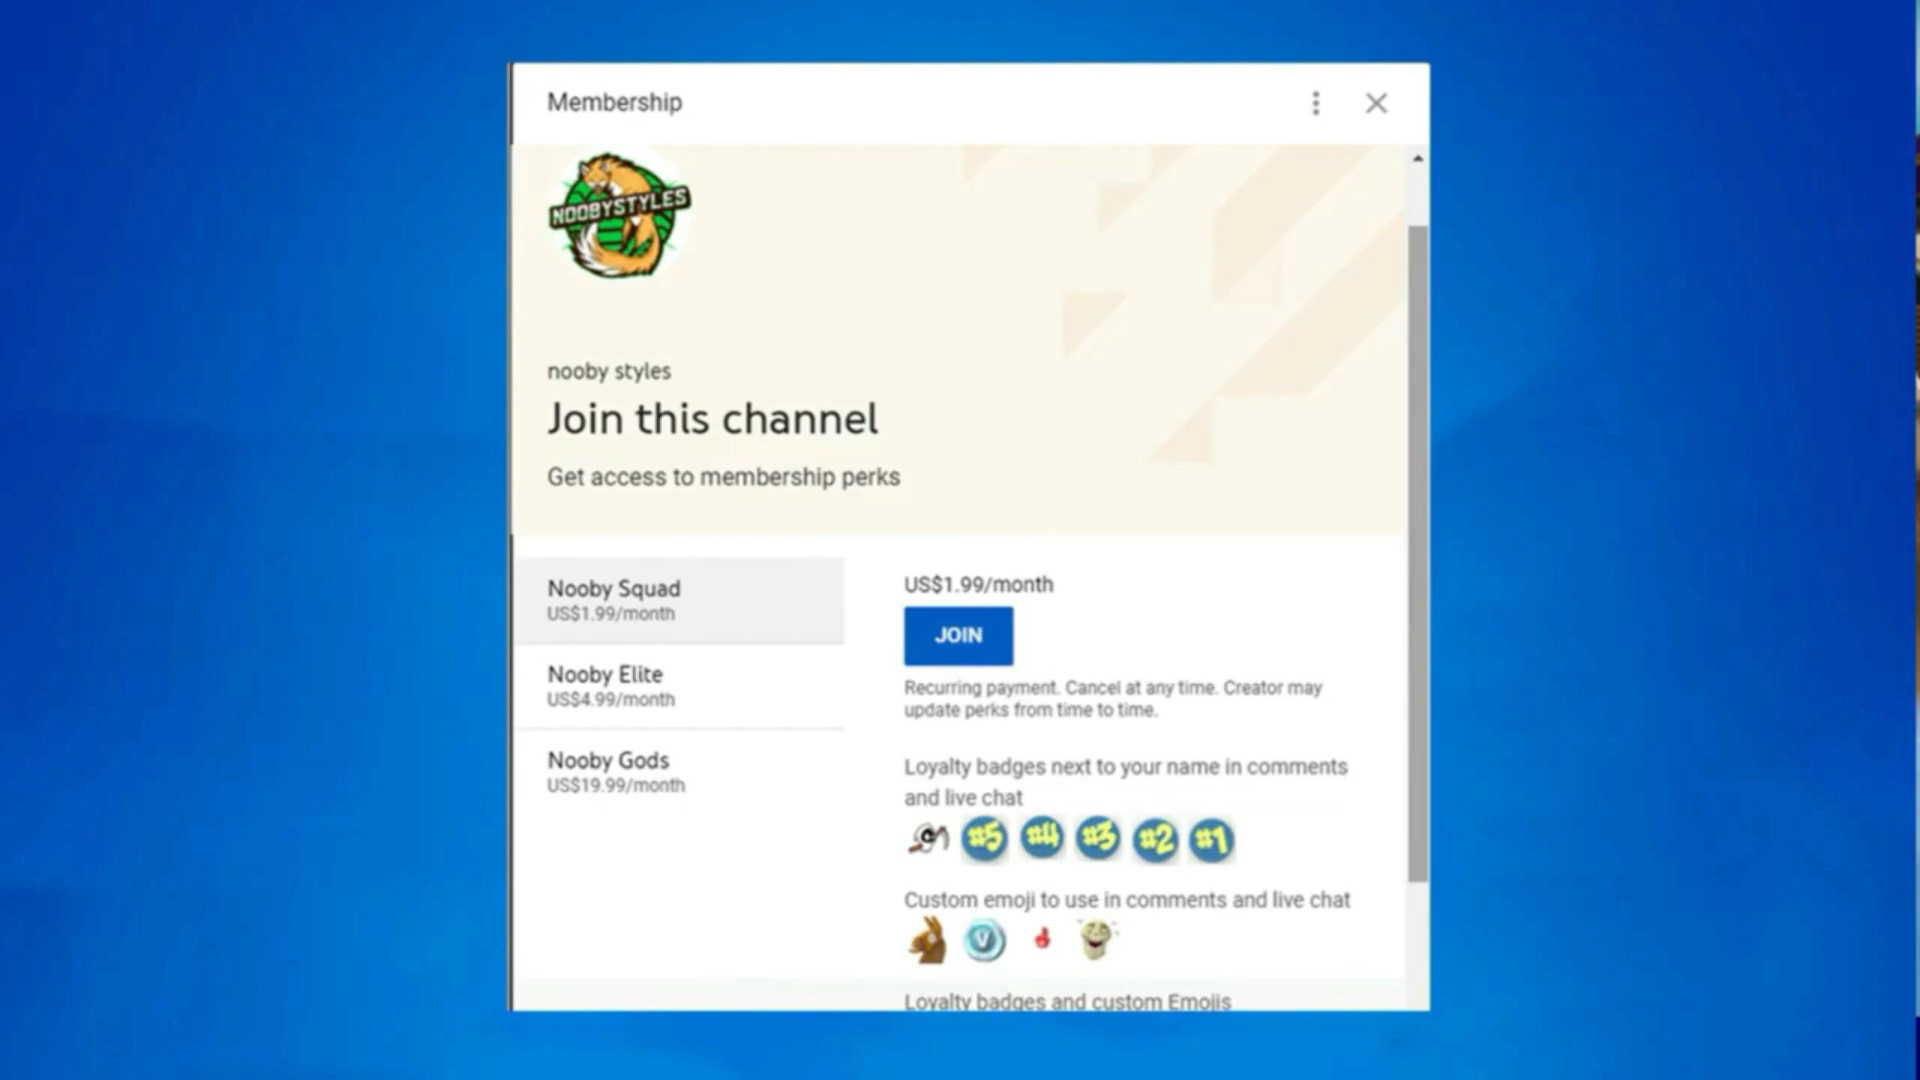 Membership
NOOBYSTYLES
nooby styles
Join this channel
Get access to membership perks
Nooby Squad
US$1.99/month
Nooby Elite
US$4.99/month
Nooby Gods
US$19.99/month
US$1.99/month
JOIN
Recurring payment. Cancel at any time. Creator may
update perks from time to time.
Loyalty badges next to your name in comments
and live chat
#5 #4 #3 #2 #1
Custom emoji to use in comments and live chat
V
Loyalty badges and custom Emojis